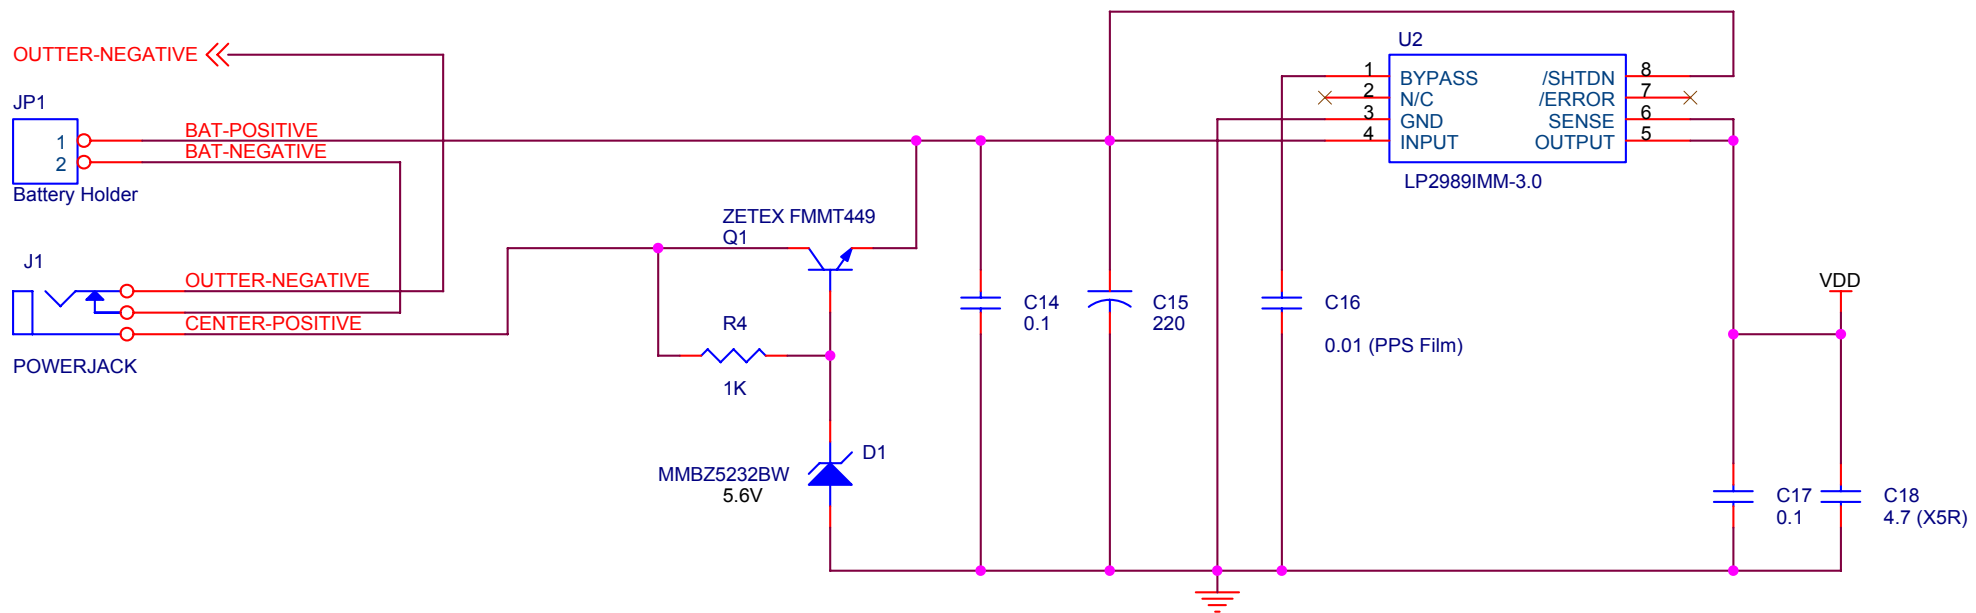 OUTTER-NEGATIVE
JP1
1
2
BAT-POSITIVE
BAT-NEGATIVE
Battery Holder
J1
OUTTER-NEGATIVE
CENTER-POSITIVE
POWERJACK
ZETEX FMMT449
Q1
R4
1K
D1
MMBZ5232BW
5.6V
C14
0.1
C15
220
C16
0.01 (PPS Film)
U2
1 BYPASS /SHTDN 8
2 N/C /ERROR 7
3 GND SENSE 6
4 INPUT OUTPUT 5
LP2989IMM-3.0
VDD
C17
0.1
C18
4.7 (X5R)